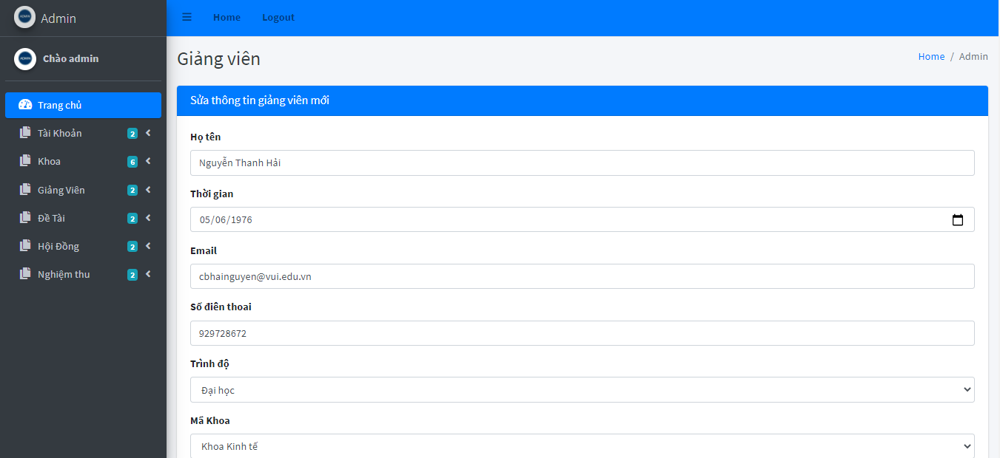 Admin
Home
Logout
Chào admin
Giảng viên
Home / Admin
Trang chủ
Tài Khoản 2
Khoa 6
Giảng Viên 2
Đề Tài 2
Hội Đồng 2
Nghiệm thu 2
Sửa thông tin giảng viên mới
Họ tên
Nguyễn Thanh Hải
Thời gian
05/06/1976
Email
cbhainguyen@vui.edu.vn
Số điên thoai
929728672
Trình độ
Đại học
Mã Khoa
Khoa Kinh tế